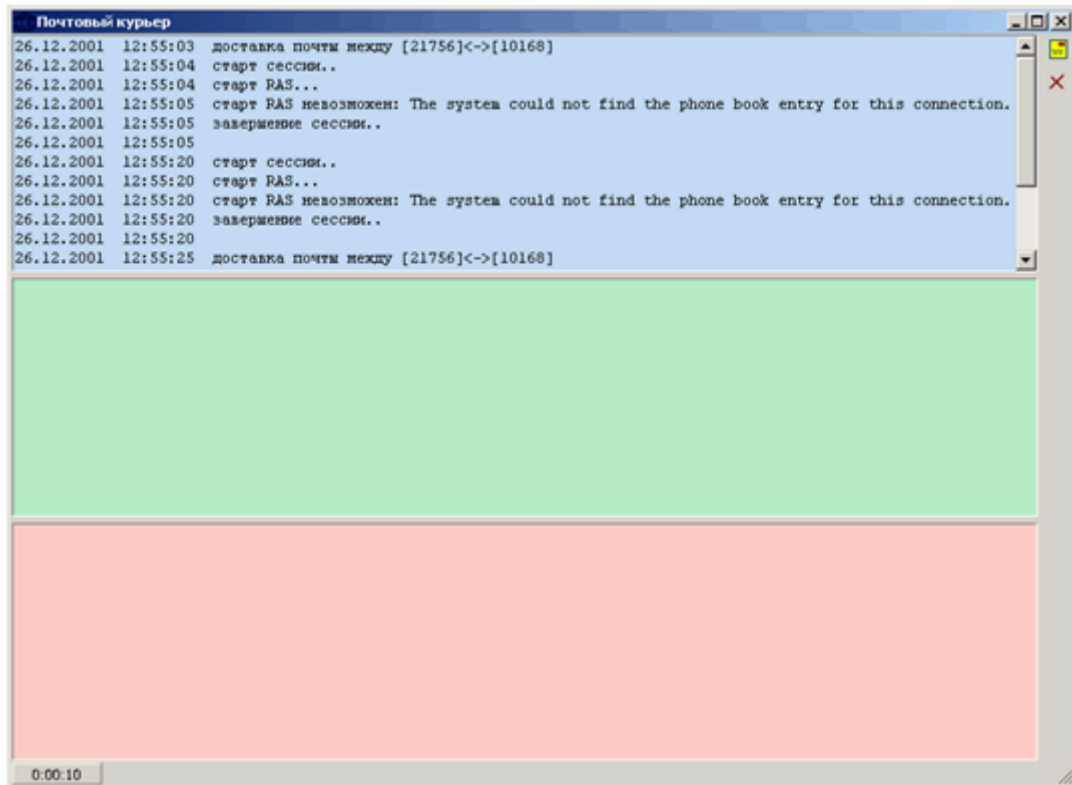 Почтовый курьер
26.12.2001 12:55:03 доставка почты между [21756]<->[10168]
26.12.2001 12:55:04 старт сессии..
26.12.2001 12:55:04 старт RAS...
26.12.2001 12:55:05 старт RAS невозможен: The system could not find the phone book entry for this connection.
26.12.2001 12:55:05 завершение сессии..
26.12.2001 12:55:05
26.12.2001 12:55:20 старт сессии..
26.12.2001 12:55:20 старт RAS...
26.12.2001 12:55:20 старт RAS невозможен: The system could not find the phone book entry for this connection.
26.12.2001 12:55:20 завершение сессии..
26.12.2001 12:55:20
26.12.2001 12:55:25 доставка почты между [21756]<->[10168]
0:00:10